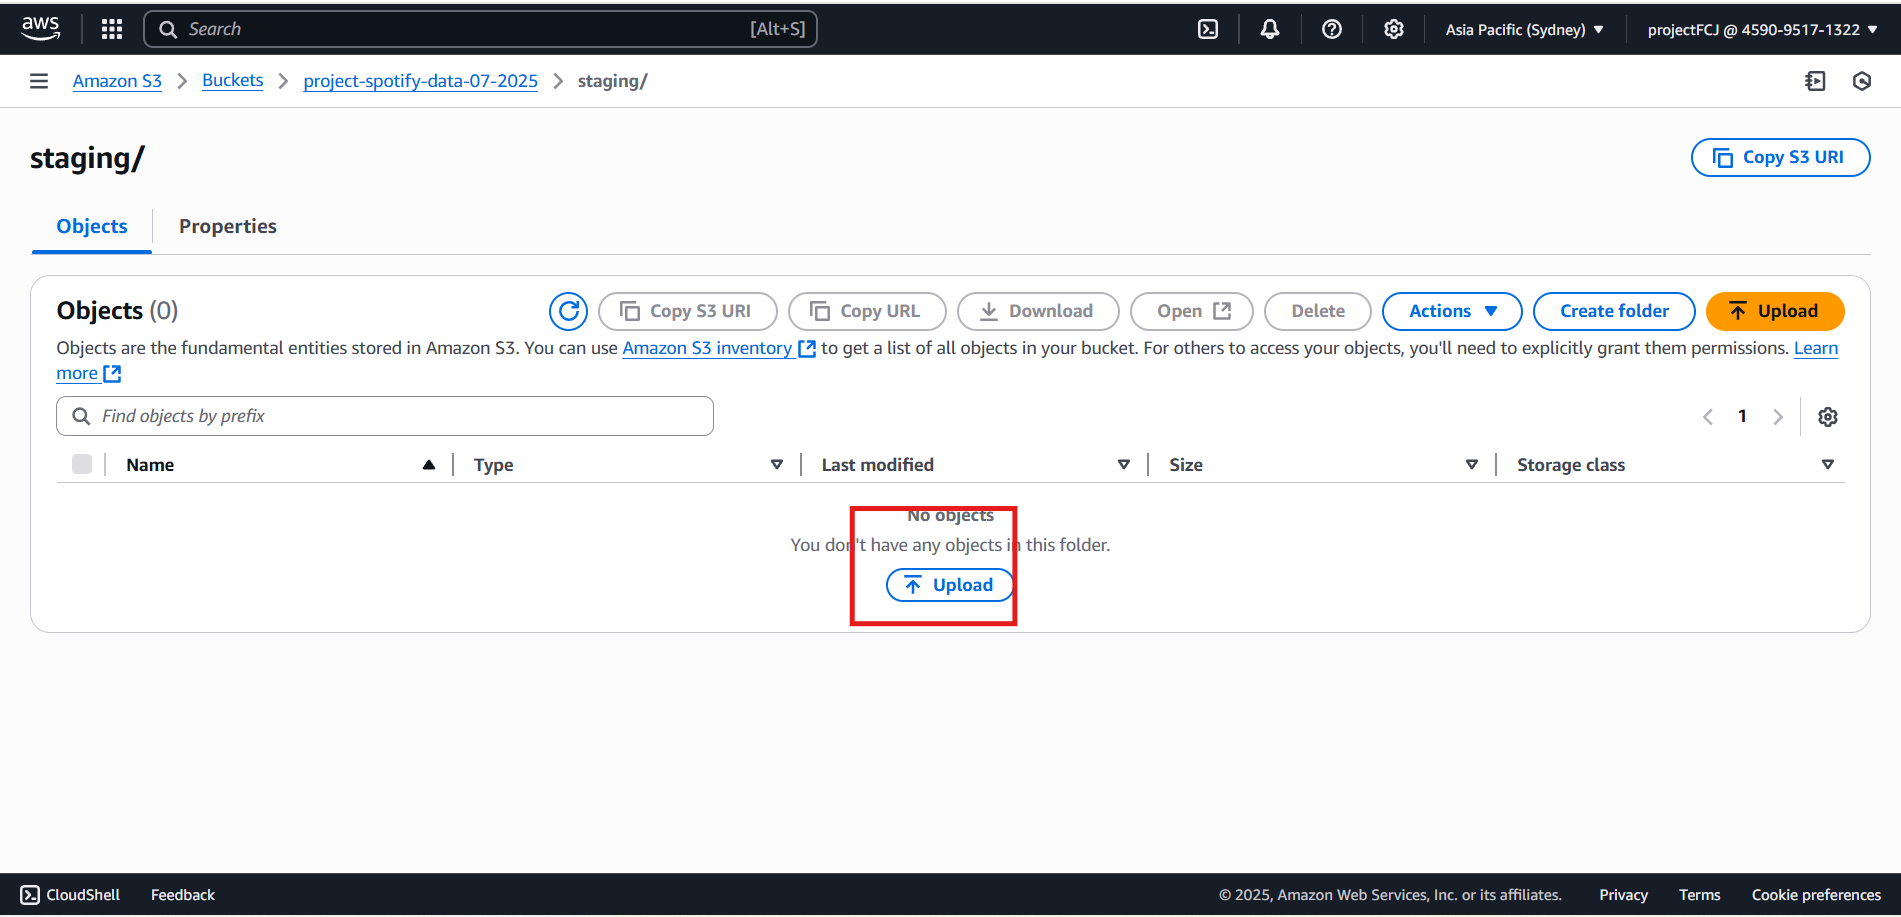 aws Search [Alt+S] Asia Pacific (Sydney) projectFCJ @ 4590-9517-1322
Amazon S3 Buckets project-spotify-data-07-2025 staging/
staging/
Copy S3 URI
Objects Properties
Objects (0) Copy S3 URI Copy URL Download Open Delete Actions Create folder Upload
Objects are the fundamental entities stored in Amazon S3. You can use Amazon S3 inventory to get a list of all objects in your bucket. For others to access your objects, you'll need to explicitly grant them permissions. Learn
more
Find objects by prefix 1
Name Type Last modified Size Storage class
No objects
You don't have any objects in this folder.
Upload
CloudShell Feedback © 2025, Amazon Web Services, Inc. or its affiliates. Privacy Terms Cookie preferences